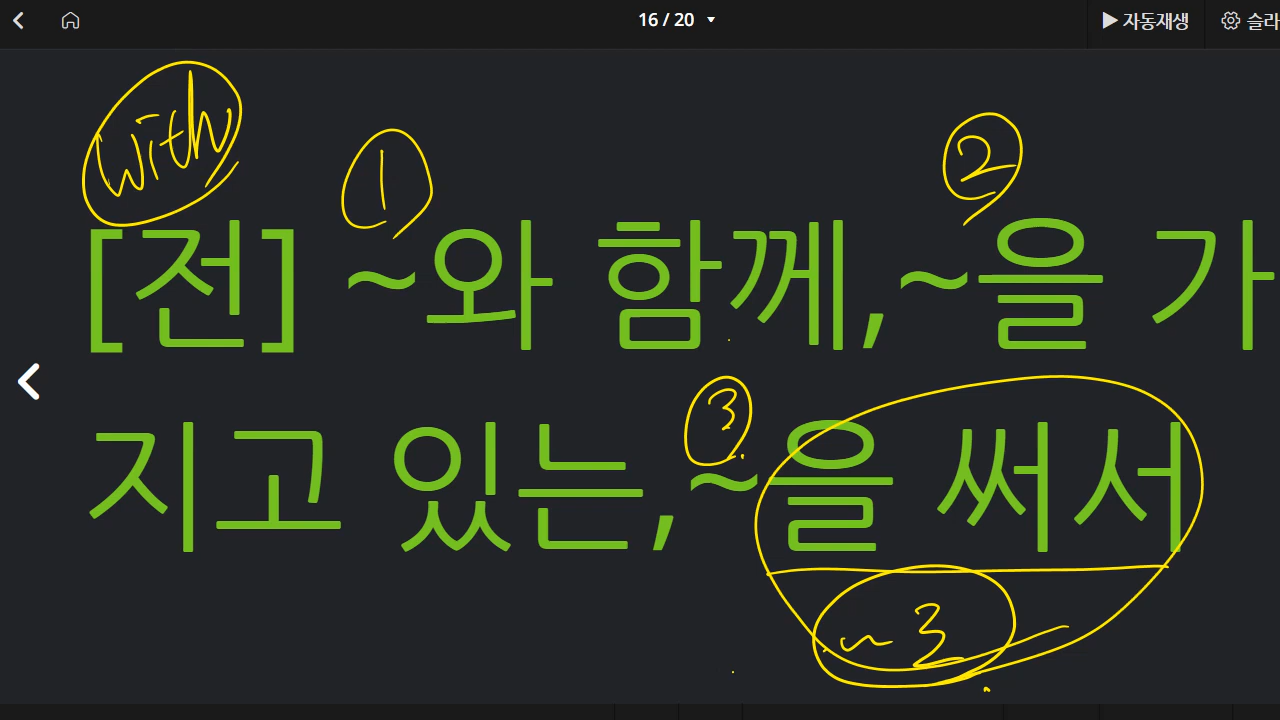 16 / 20
자동재생
슬라
with
1
2
[전] ~와 함께, ~을 가
3
지고 있는, ~을 써서
~3